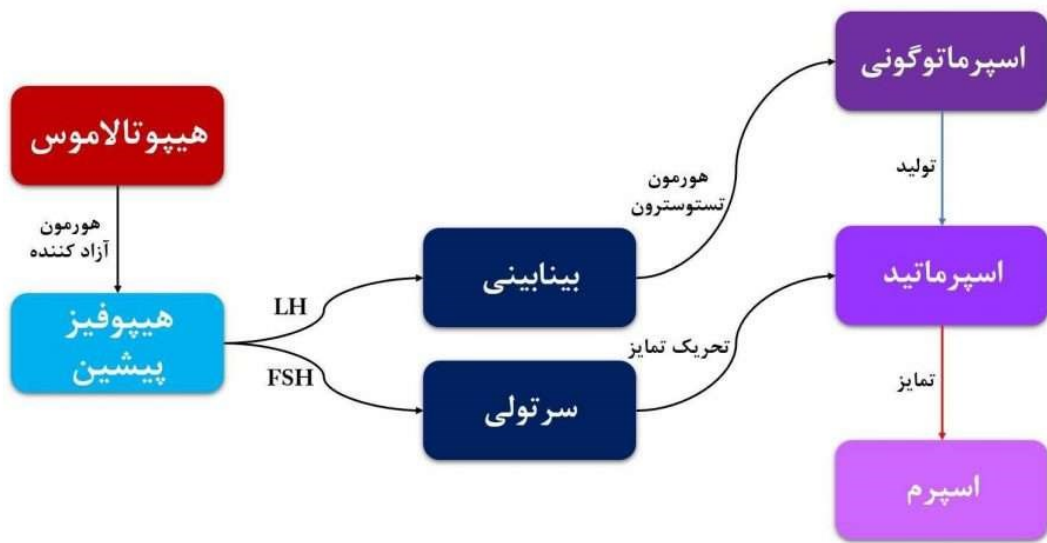 هیپوتالاموس
هورمون
آزاد کننده
هیپوفیز
پیشین
LH
FSH
بینابینی
سرتولی
هورمون
تستوسترون
تحریک تمایز
اسپرماتوگونی
تولید
اسپرماتید
تمایز
اسپرم